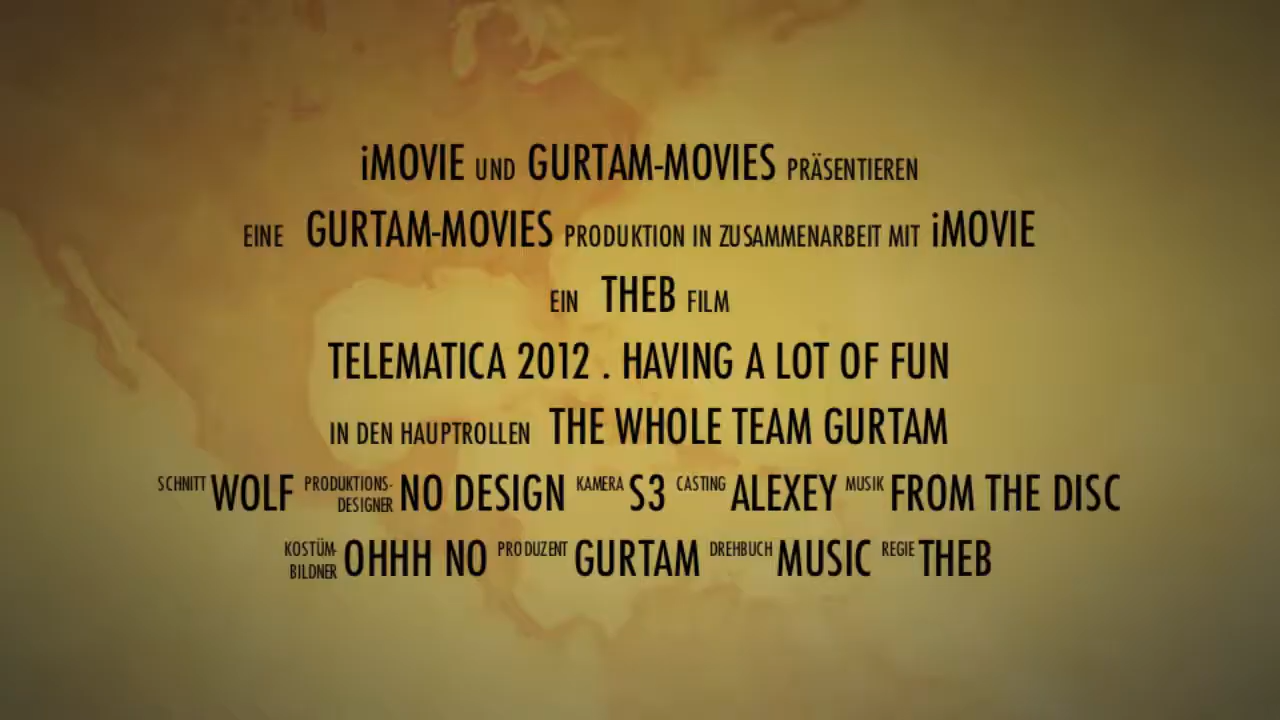 iMOVIE UND GURTAM-MOVIES PRÄSENTIEREN
EINE GURTAM-MOVIES PRODUKTION IN ZUSAMMENARBEIT MIT iMOVIE
EIN THEB FILM
TELEMATICA 2012 . HAVING A LOT OF FUN
IN DEN HAUPTROLLEN THE WHOLE TEAM GURTAM
SCHNITT WOLF PRODUKTIONS-DESIGNER NO DESIGN KAMERA S3 CASTING ALEXEY MUSIK FROM THE DISC
KOSTÜM-BILDNER OHHH NO PRODUZENT GURTAM DREHBUCH MUSIC REGIE THEB